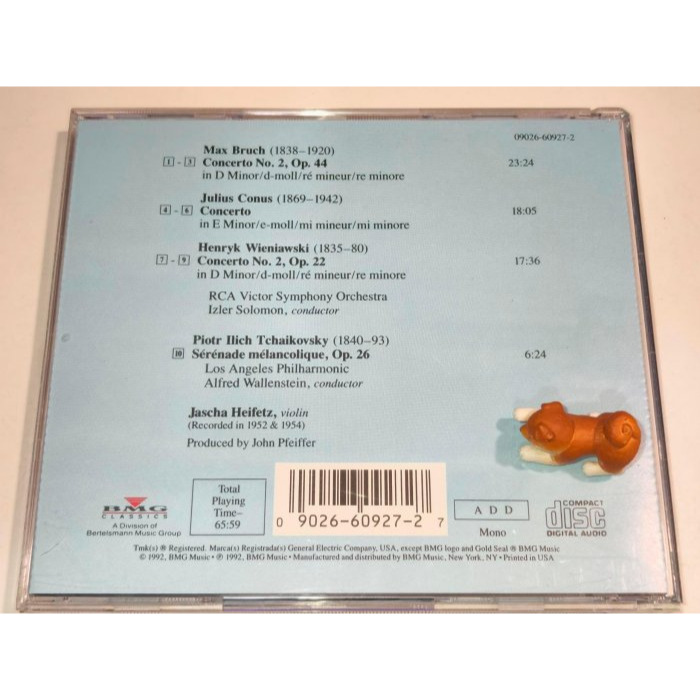 09026-60927-2
Max Bruch (1838–1920)
1 - 3 Concerto No. 2, Op. 44 23:24
in D Minor/d-moll/ré mineur/re minore
Julius Conus (1869–1942)
4 - 6 Concerto 18:05
in E Minor/e-moll/mi mineur/mi minore
Henryk Wieniawski (1835–80)
7 - 9 Concerto No. 2, Op. 22 17:36
in D Minor/d-moll/ré mineur/re minore
RCA Victor Symphony Orchestra
Izler Solomon, conductor
Piotr Ilich Tchaikovsky (1840–93)
10 Sérénade mélancolique, Op. 26 6:24
Los Angeles Philharmonic
Alfred Wallenstein, conductor
Jascha Heifetz, violin
(Recorded in 1952 & 1954)
Produced by John Pfeiffer
BMG
CLASSICS
A Division of
Bertelsmann Music Group
Total
Playing
Time–
65:59
0 9026-60927-2 7
A D D
Mono
COMPACT
disc
DIGITAL AUDIO
Tmk(s) ® Registered. Marca(s) Registrada(s) General Electric Company, USA, except BMG logo and Gold Seal ® BMG Music
© 1992, BMG Music • ℗ 1992, BMG Music • Manufactured and distributed by BMG Music, New York, NY • Printed in USA